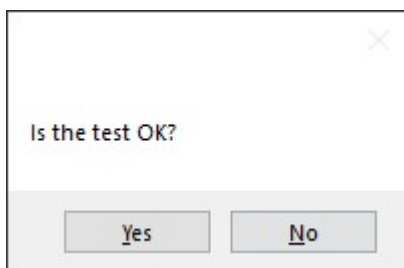 Is the test OK?
Yes No